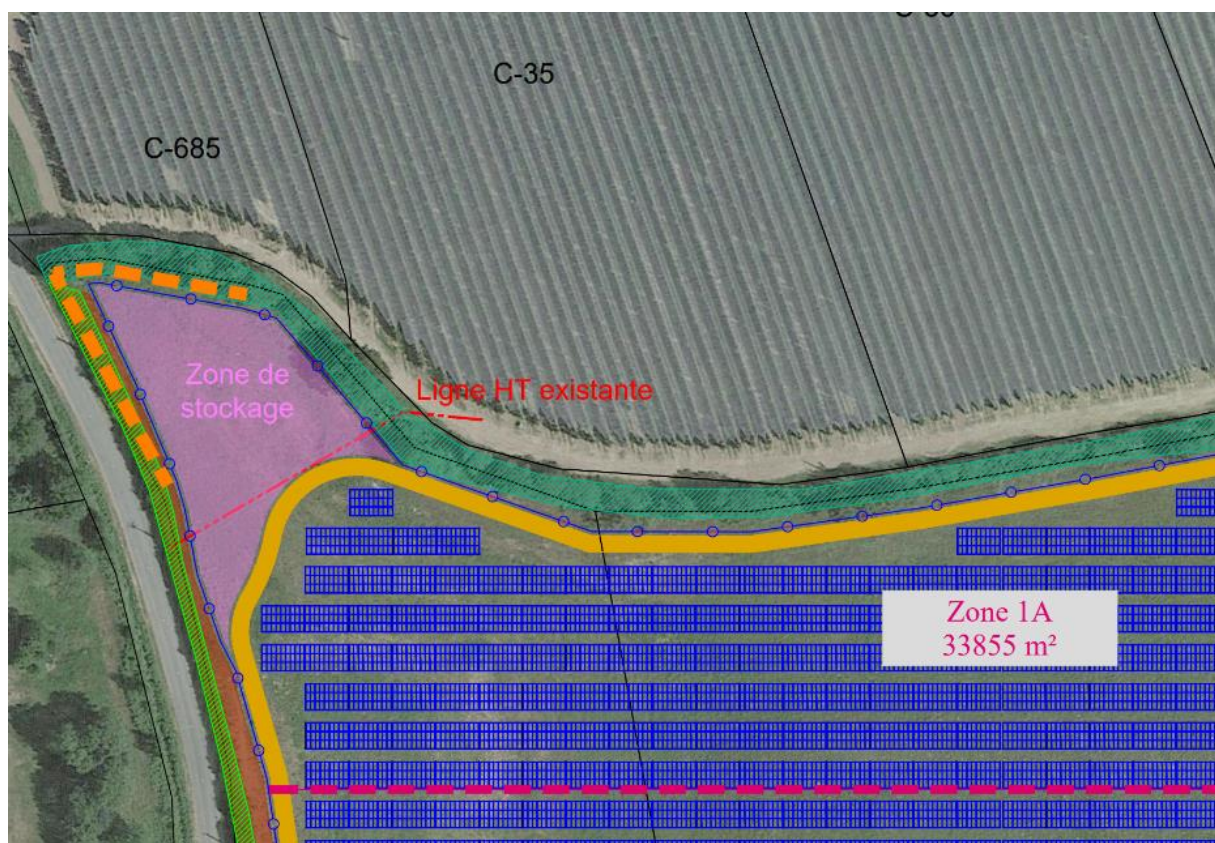 C-35
C-685
Zone de
stockage
Ligne HT existante
Zone 1A
33855 m²